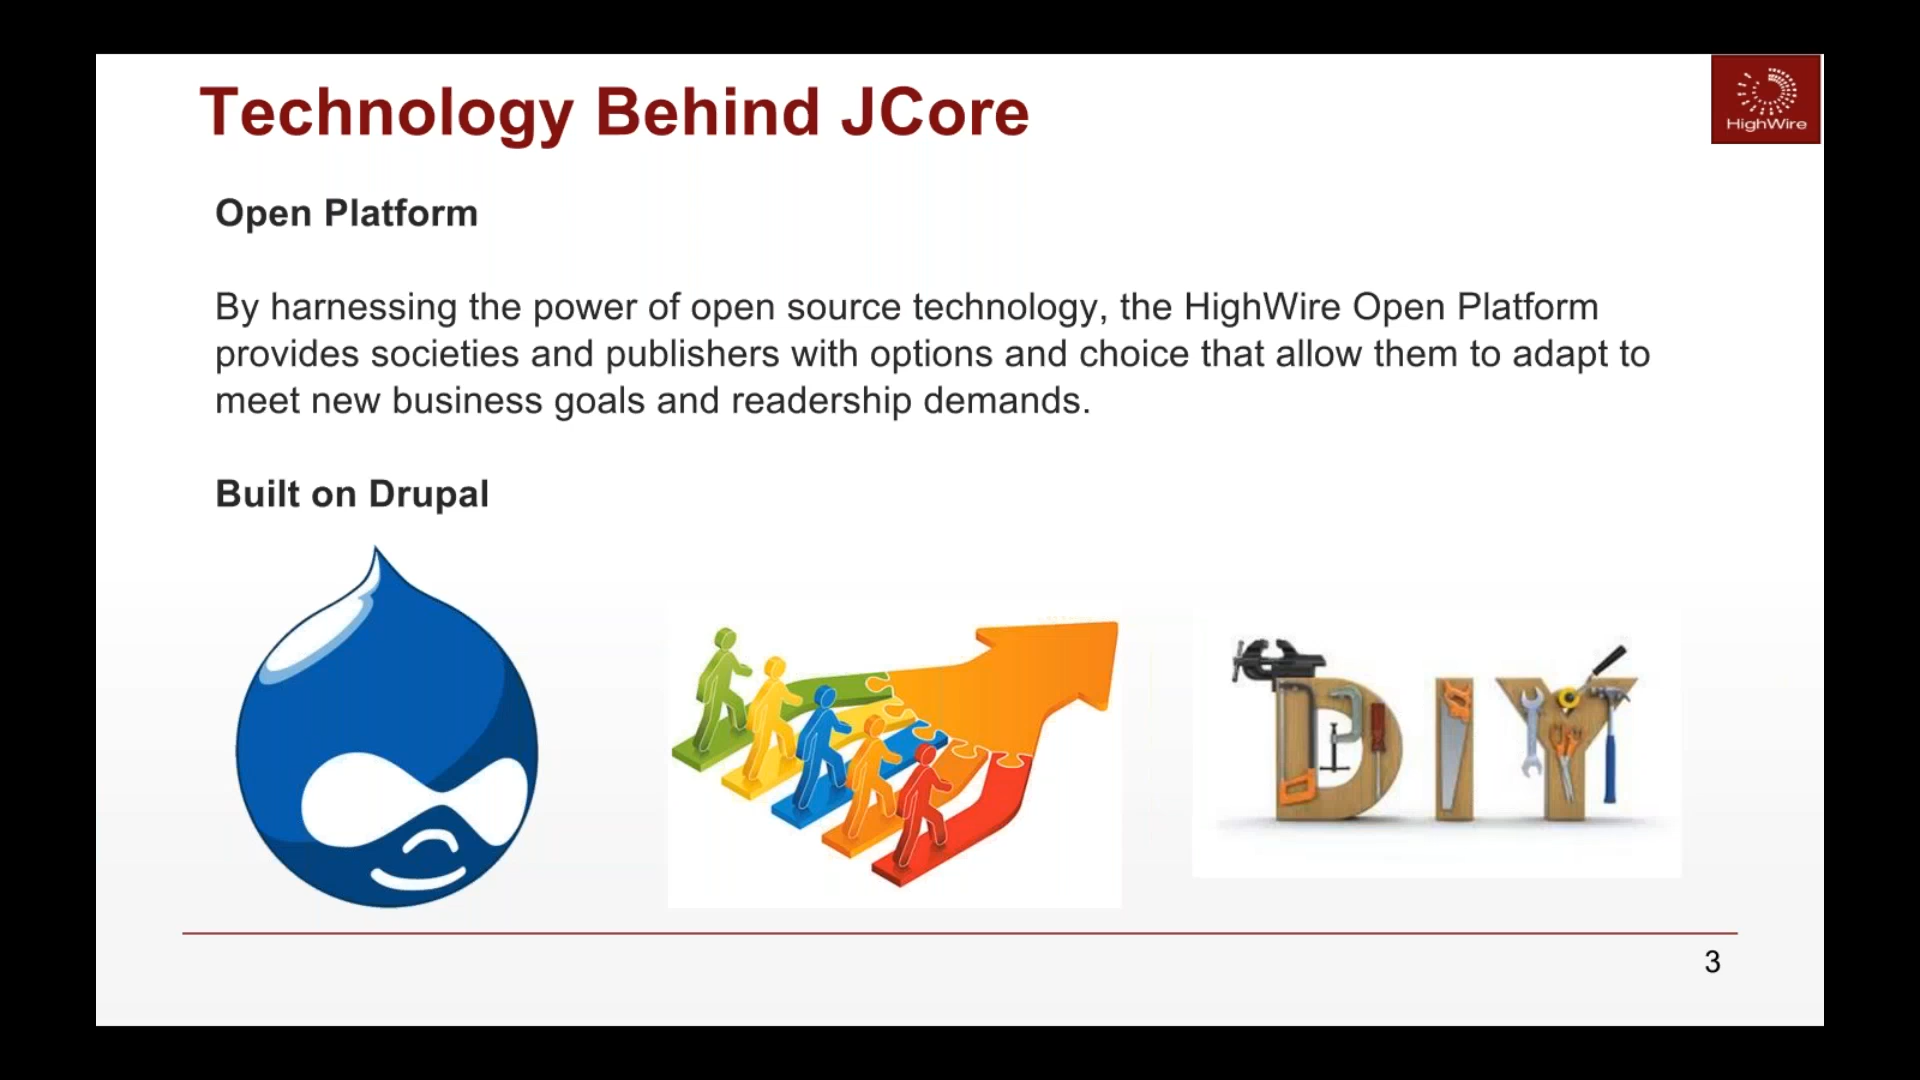 Technology Behind JCore
HighWire
Open Platform
By harnessing the power of open source technology, the HighWire Open Platform
provides societies and publishers with options and choice that allow them to adapt to
meet new business goals and readership demands.
Built on Drupal
DIY
3